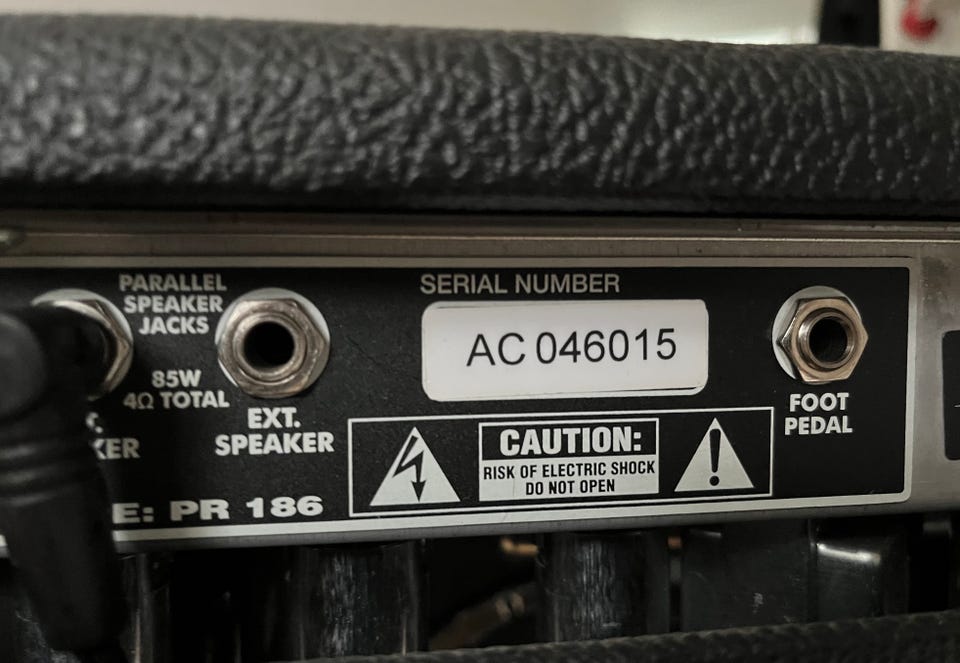 PARALLEL
SPEAKER
JACKS
85W
4Ω TOTAL
EXT.
SPEAKER
SERIAL NUMBER
AC 046015
CAUTION:
RISK OF ELECTRIC SHOCK
DO NOT OPEN
FOOT
PEDAL
E: PR 186